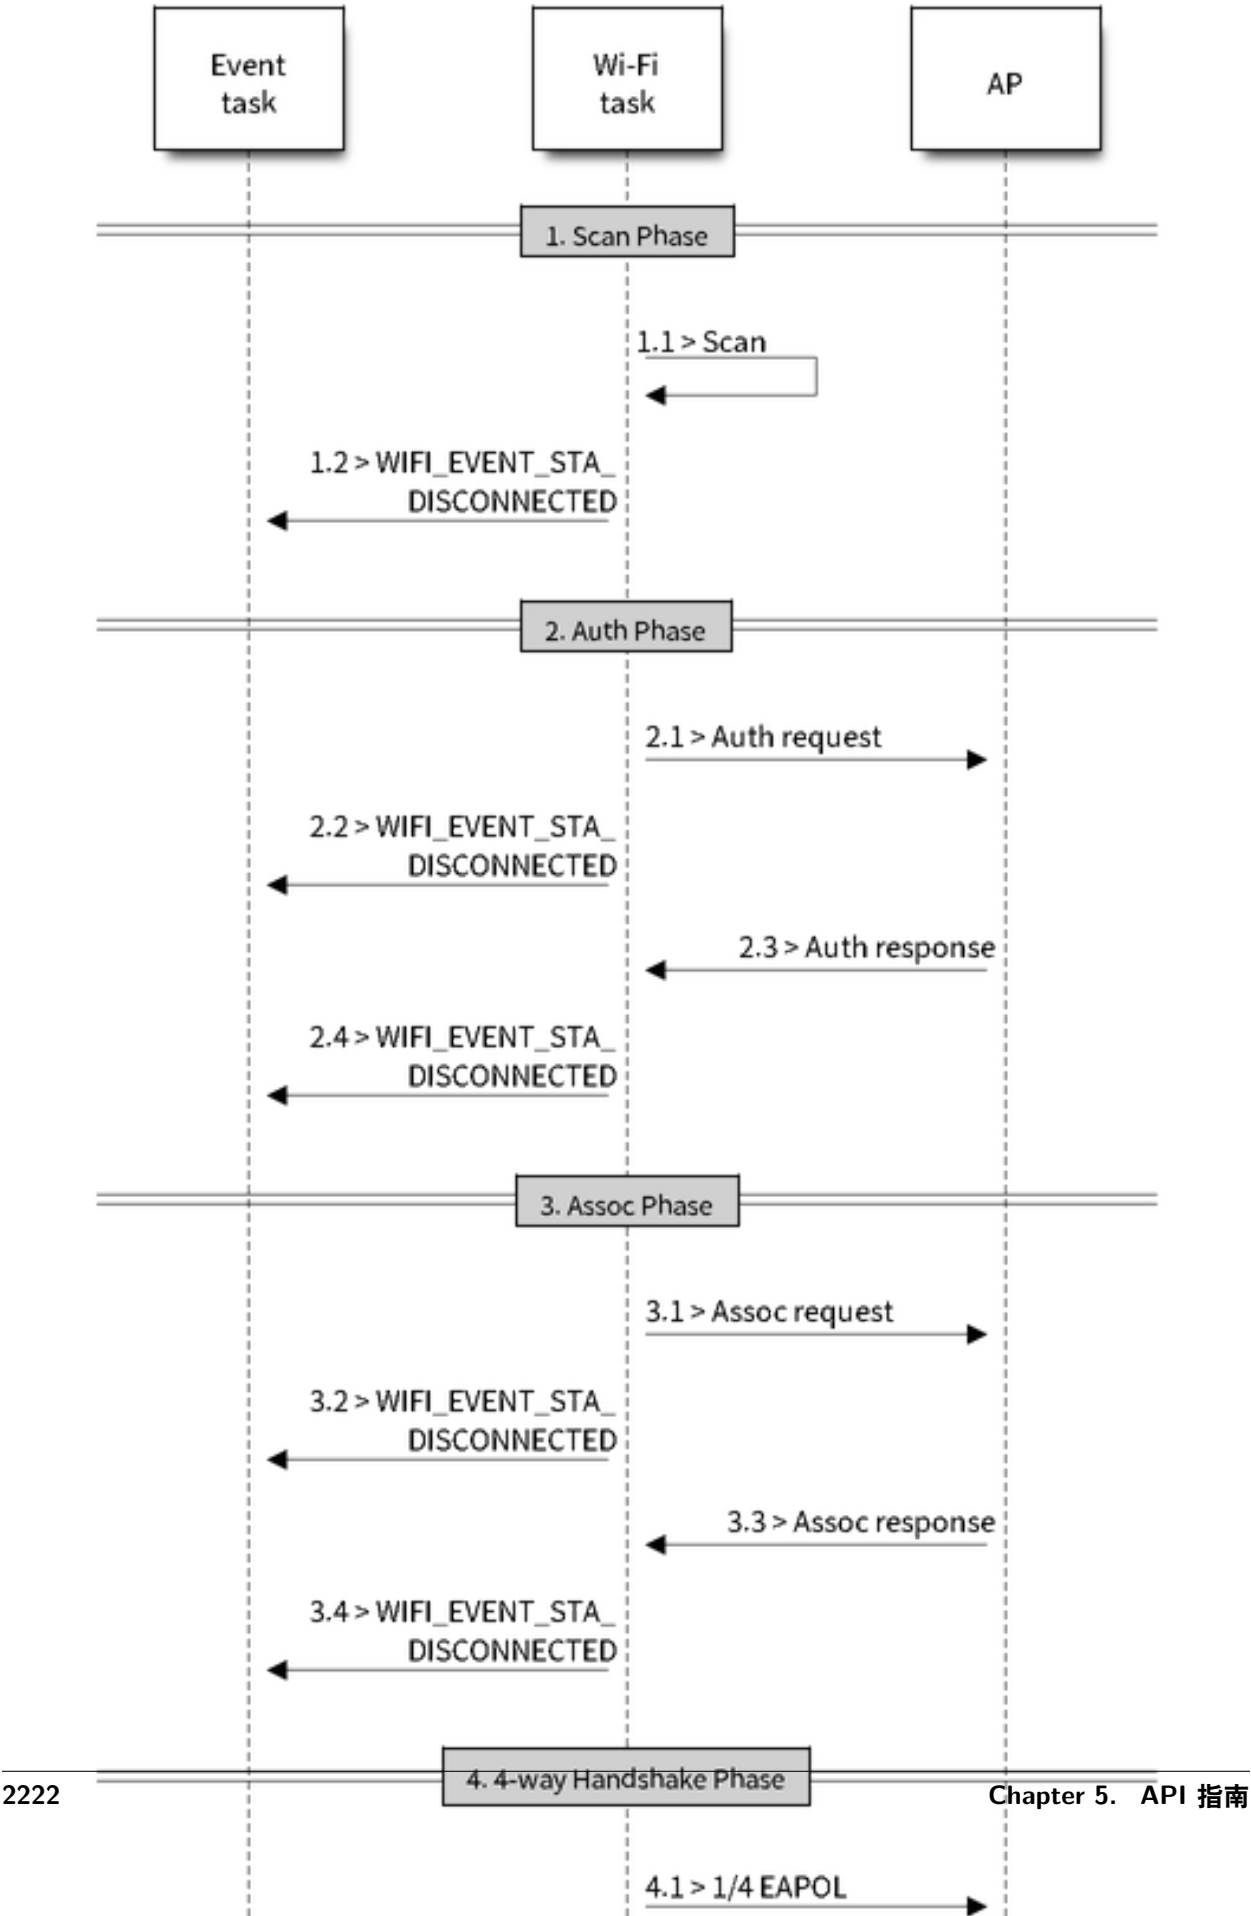 Event
task
Wi-Fi
task
AP
1. Scan Phase
1.1 > Scan
1.2 > WIFI_EVENT_STA_
DISCONNECTED
2. Auth Phase
2.1 > Auth request
2.2 > WIFI_EVENT_STA_
DISCONNECTED
2.3 > Auth response
2.4 > WIFI_EVENT_STA_
DISCONNECTED
3. Assoc Phase
3.1 > Assoc request
3.2 > WIFI_EVENT_STA_
DISCONNECTED
3.3 > Assoc response
3.4 > WIFI_EVENT_STA_
DISCONNECTED
4. 4-way Handshake Phase
2222
Chapter 5. API 指南
4.1 > 1/4 EAPOL